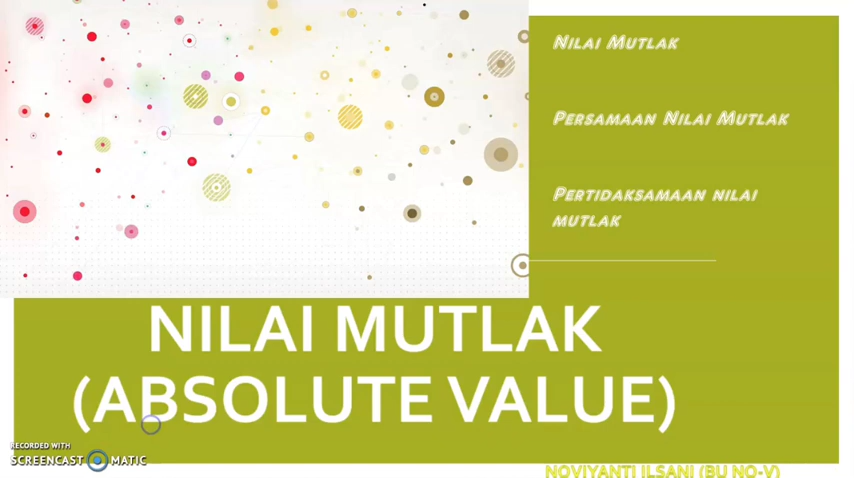 NILAI MUTLAK
PERSAMAAN NILAI MUTLAK
PERTIDAKSAMAAN NILAI
MUTLAK
NILAI MUTLAK
(ABSOLUTE VALUE)
RECORDED WITH
SCREENCAST MATIC
NOVIYANTI ILSANI (BU NO-V)